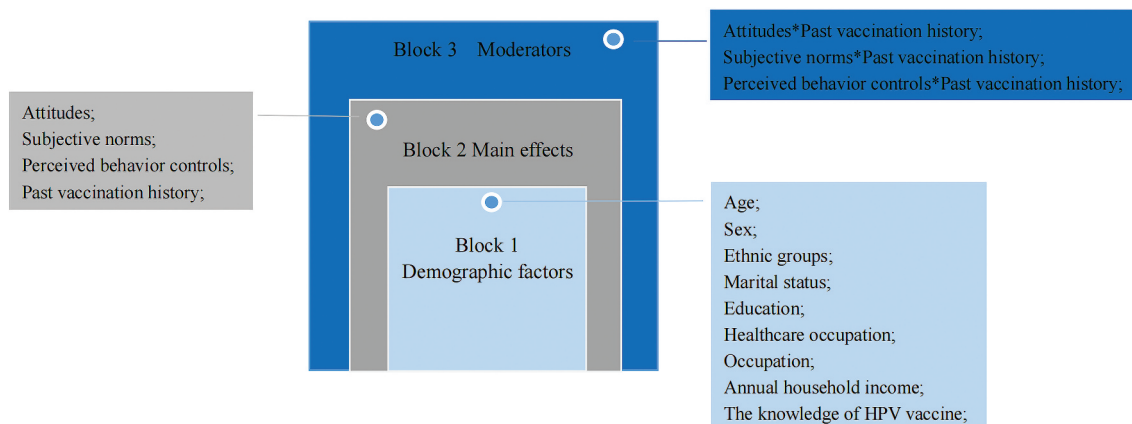 Block 3 Moderators
Attitudes*Past vaccination history;
Subjective norms*Past vaccination history;
Perceived behavior controls*Past vaccination history;
Attitudes;
Subjective norms;
Perceived behavior controls;
Past vaccination history;
Block 2 Main effects
Block 1
Demographic factors
Age;
Sex;
Ethnic groups;
Marital status;
Education;
Healthcare occupation;
Occupation;
Annual household income;
The knowledge of HPV vaccine;